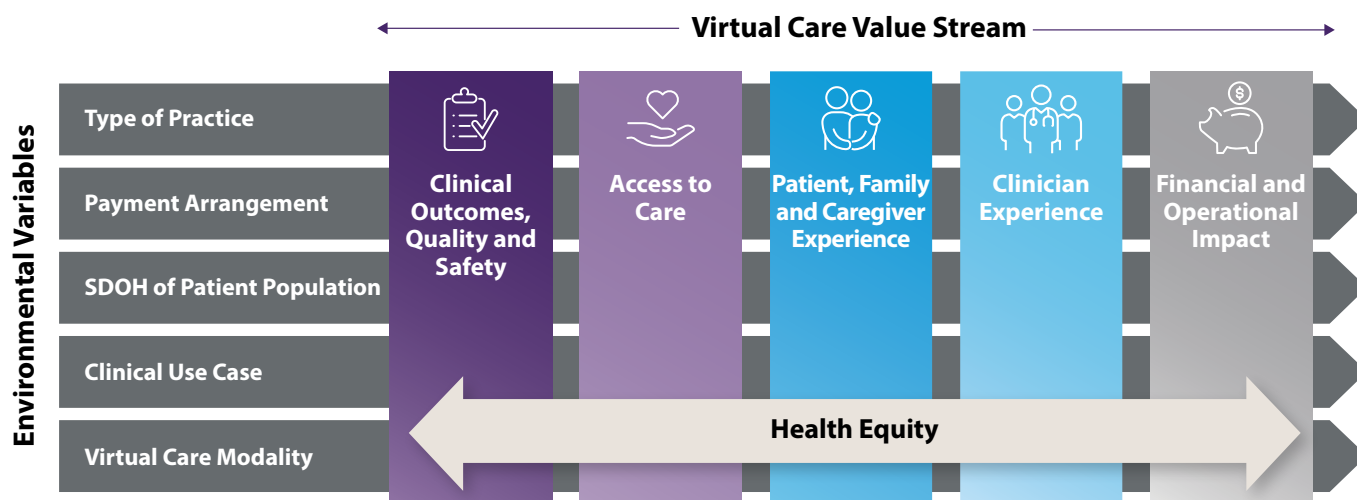 Virtual Care Value Stream
Environmental Variables
Type of Practice
Payment Arrangement
SDOH of Patient Population
Clinical Use Case
Virtual Care Modality
Clinical
Outcomes,
Quality and
Safety
Access to
Care
Patient, Family
and Caregiver
Experience
Clinician
Experience
$
Financial and
Operational
Impact
Health Equity